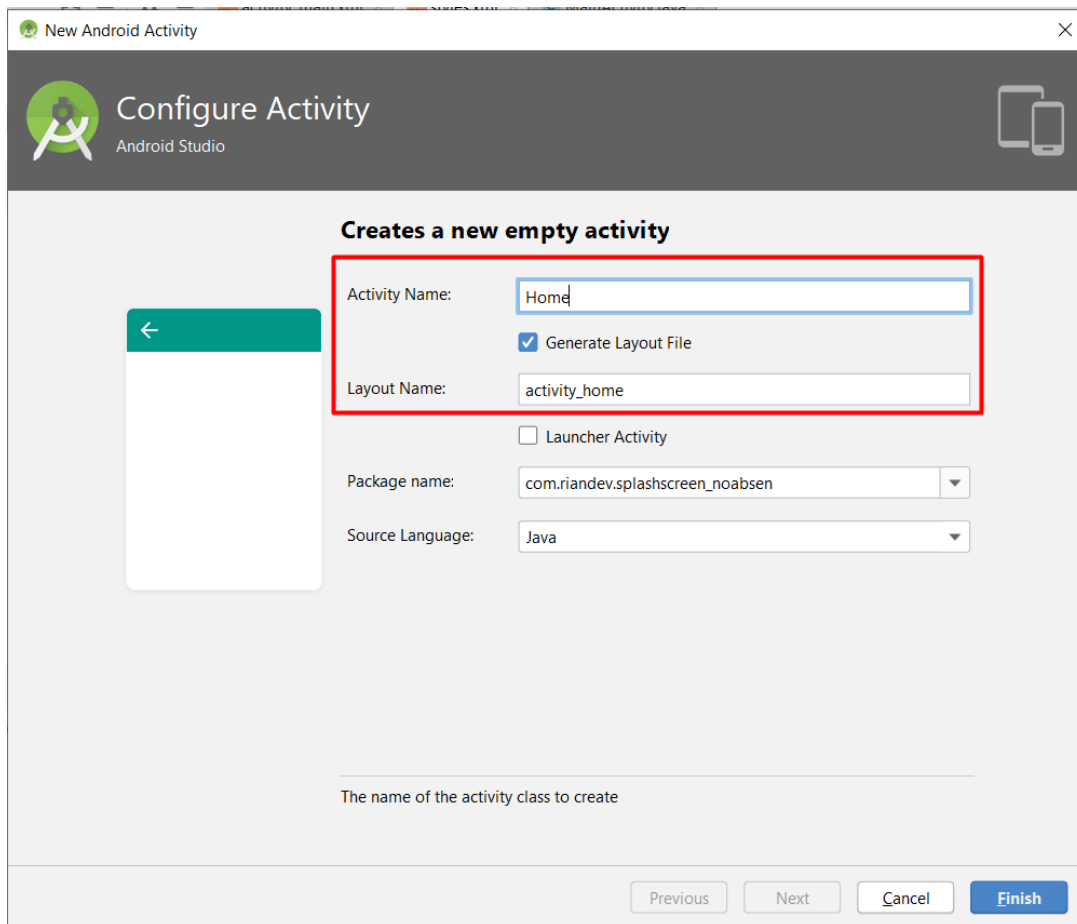 New Android Activity
Configure Activity
Android Studio
Creates a new empty activity
Activity Name:
Home
Generate Layout File
Layout Name:
activity_home
Launcher Activity
Package name:
com.riandev.splashscreen_noabsen
Source Language:
Java
The name of the activity class to create
Previous
Next
Cancel
Finish